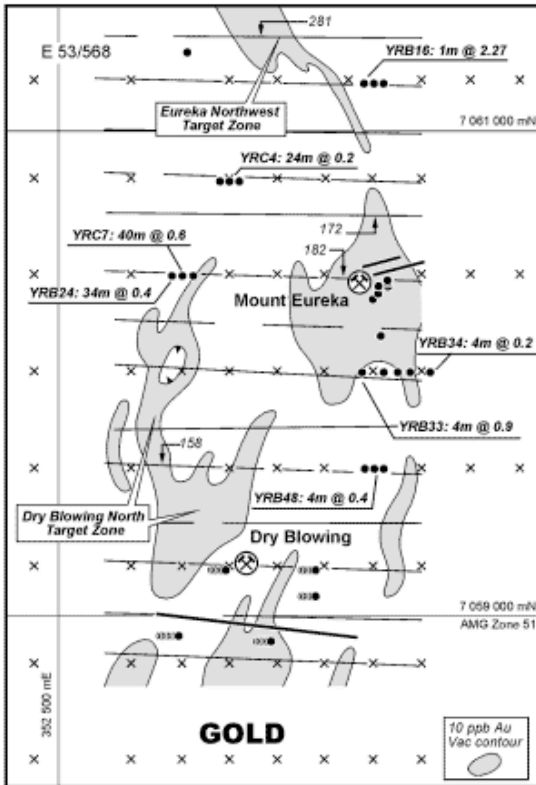 281
E 53/568
YRB16: 1m @ 2.27
Eureka Northwest
Target Zone
7 061 000 mN
YRC4: 24m @ 0.2
172
YRC7: 40m @ 0.6
182
YRB24: 34m @ 0.4
Mount Eureka
YRB34: 4m @ 0.2
YRB33: 4m @ 0.9
158
YRB48: 4m @ 0.4
Dry Blowing North
Target Zone
Dry Blowing
7 059 000 mN
AMG Zone 51
352 500 mE
GOLD
10 ppb Au
Vac contour